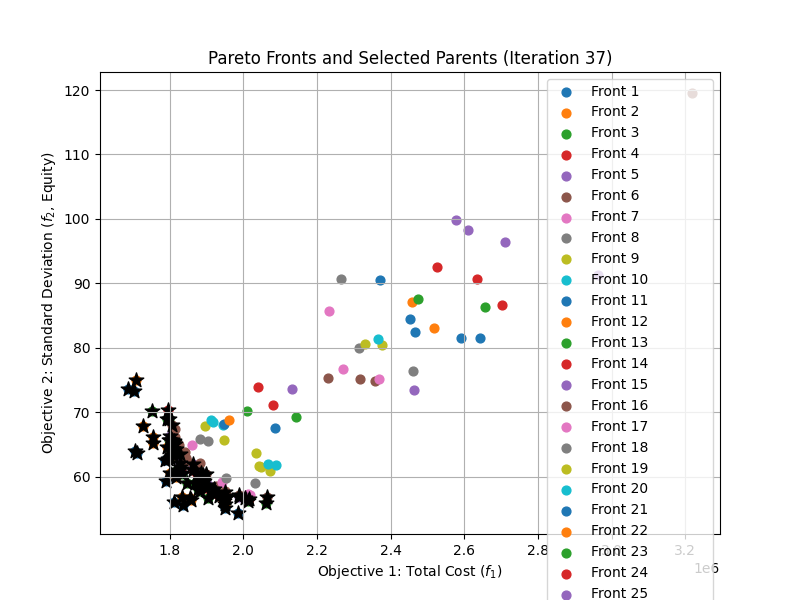 Pareto Fronts and Selected Parents (Iteration 37)
120
110
100
90
80
70
60
Objective 2: Standard Deviation (f₂, Equity)
1.8 2.0 2.2 2.4 2.6 2.8 3.0 3.2
1e6
Objective 1: Total Cost (f₁)
Front 1
Front 2
Front 3
Front 4
Front 5
Front 6
Front 7
Front 8
Front 9
Front 10
Front 11
Front 12
Front 13
Front 14
Front 15
Front 16
Front 17
Front 18
Front 19
Front 20
Front 21
Front 22
Front 23
Front 24
Front 25